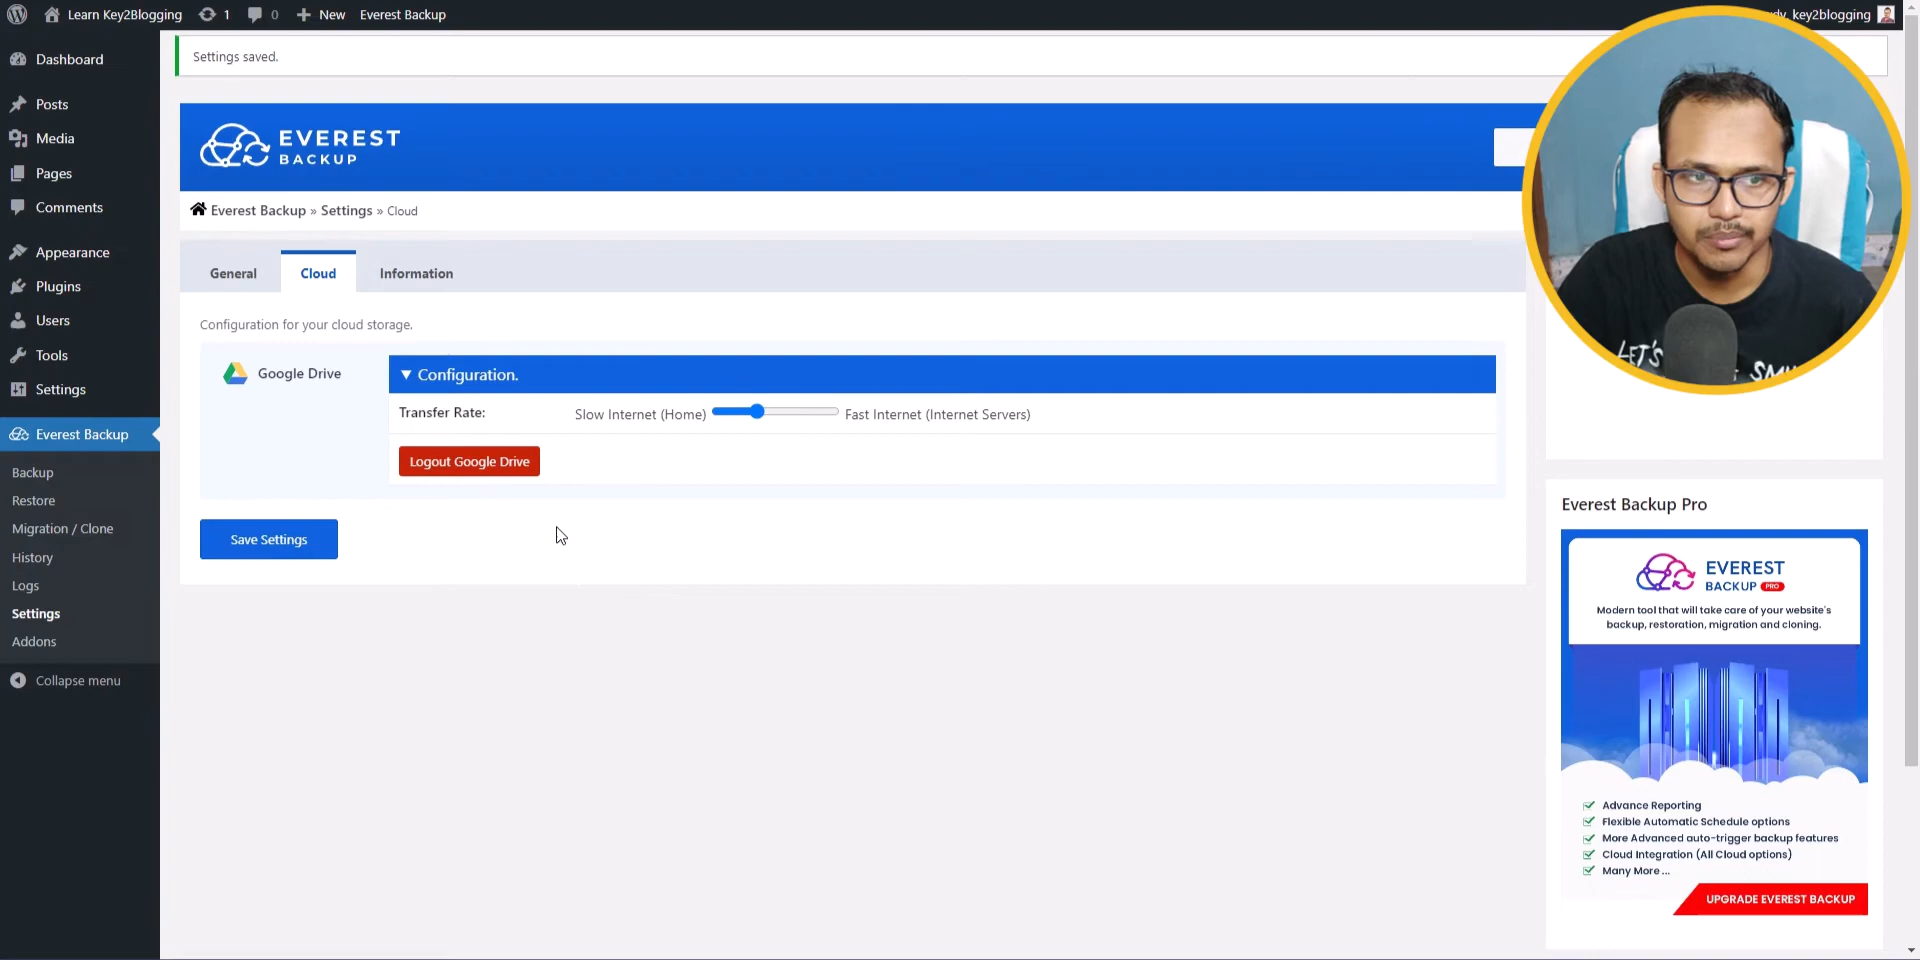 Learn Key2Blogging 1 0 New Everest Backup key2blogging
Dashboard
Posts
Media
Pages
Comments
Appearance
Plugins
Users
Tools
Settings
Everest Backup
Backup
Restore
Migration / Clone
History
Logs
Settings
Addons
Collapse menu
Settings saved.
EVEREST
BACKUP
Everest Backup » Settings » Cloud
General Cloud Information
Configuration for your cloud storage.
Google Drive
▼ Configuration.
Transfer Rate: Slow Internet (Home) Fast Internet (Internet Servers)
Logout Google Drive
Save Settings
LET'S
Everest Backup Pro
EVEREST
BACKUP PRO
Modern tool that will take care of your website's
backup, restoration, migration and cloning.
Advance Reporting
Flexible Automatic Schedule options
More Advanced auto-trigger backup features
Cloud Integration (All Cloud options)
Many More ...
UPGRADE EVEREST BACKUP